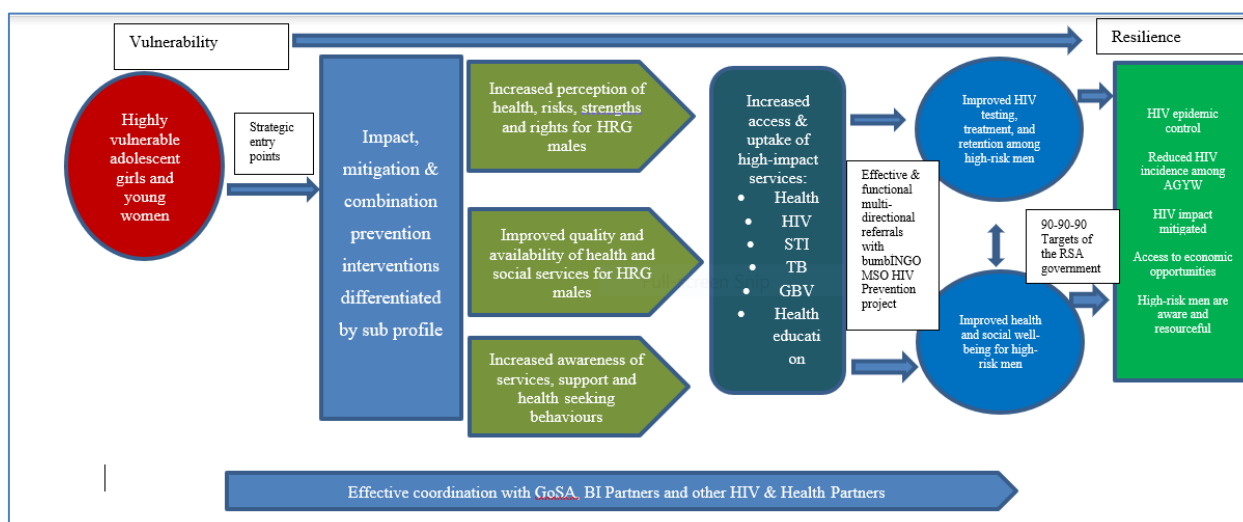 Vulnerability
Resilience
Highly
vulnerable
adolescent
girls and
young
women
Strategic
entry
points
Impact,
mitigation &
combination
prevention
interventions
differentiated
by sub profile
Increased perception of
health, risks, strengths
and rights for HRG
males
Improved quality and
availability of health and
social services for HRG
males
Increased awareness of
services, support and
health seeking
behaviours
Increased
access &
uptake of
high-impact
services:
• Health
• HIV
• STI
• TB
• GBV
• Health
educati
on
Effective &
functional
multi-
directional
referrals
with
bumbINGO
MSO HIV
Prevention
project
Improved HIV
testing,
treatment, and
retention among
high-risk men
Improved health
and social well-
being for high-
risk men
90-90-90
Targets of
the RSA
government
HIV epidemic
control
Reduced HIV
incidence among
AGYW
HIV impact
mitigated
Access to economic
opportunities
High-risk men are
aware and
resourceful
Full-screen Snip
Effective coordination with GoSA, BI Partners and other HIV & Health Partners